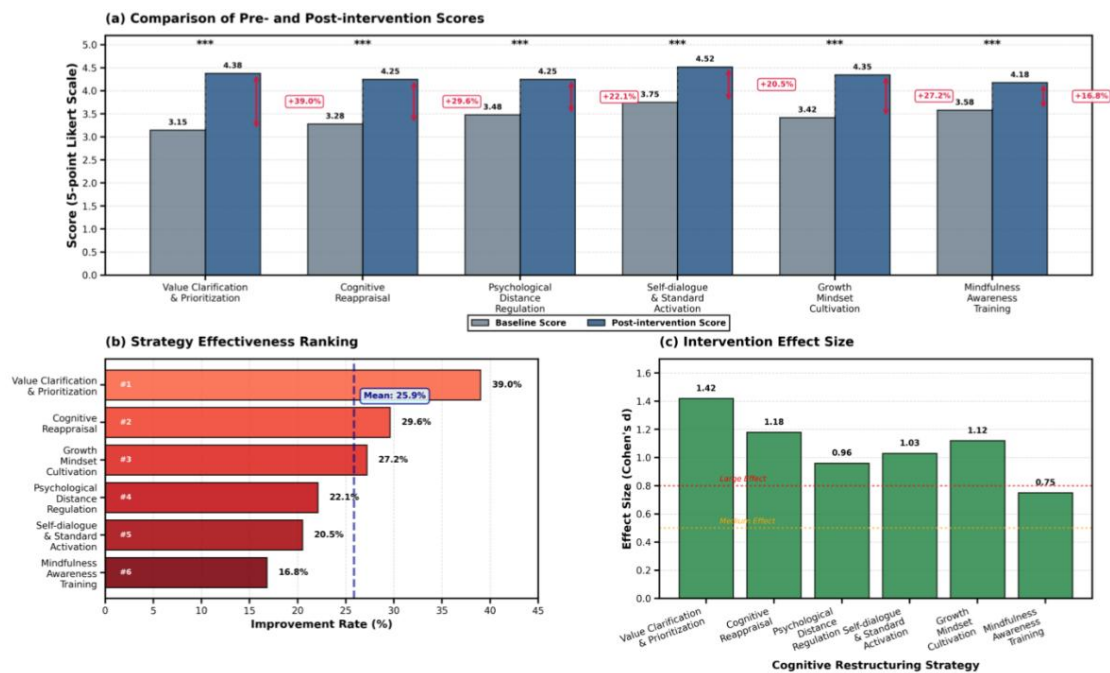 (a) Comparison of Pre- and Post-intervention Scores
Score (5-point Likert Scale)
5.0
4.5
4.0
3.5
3.0
2.5
2.0
1.5
1.0
0.5
0.0
*** *** *** *** *** ***
3.15 4.38 +39.0%
3.28 4.25 +29.6%
3.48 4.25 +22.1%
3.75 4.52 +20.5%
3.42 4.35 +27.2%
3.58 4.18 +16.8%
Value Clarification
& Prioritization
Cognitive
Reappraisal
Psychological
Distance
Regulation
Self-dialogue
& Standard
Activation
Growth
Mindset
Cultivation
Mindfulness
Awareness
Training
Baseline Score Post-intervention Score
(b) Strategy Effectiveness Ranking
Value Clarification
& Prioritization
#1 39.0%
Mean: 25.9%
Cognitive
Reappraisal
#2 29.6%
Growth
Mindset
Cultivation
#3 27.2%
Psychological
Distance
Regulation
#4 22.1%
Self-dialogue
& Standard
Activation
#5 20.5%
Mindfulness
Awareness
Training
#6 16.8%
0 5 10 15 20 25 30 35 40 45
Improvement Rate (%)
(c) Intervention Effect Size
Effect Size (Cohen's d)
1.6
1.4
1.2
1.0
0.8
0.6
0.4
0.2
0.0
1.42 1.18 0.96 1.03 1.12 0.75
Large Effect
Medium Effect
Value Clarification
& Prioritization
Cognitive
Reappraisal
Psychological
Distance
Regulation
Self-dialogue
& Standard
Activation
Growth
Mindset
Cultivation
Mindfulness
Awareness
Training
Cognitive Restructuring Strategy